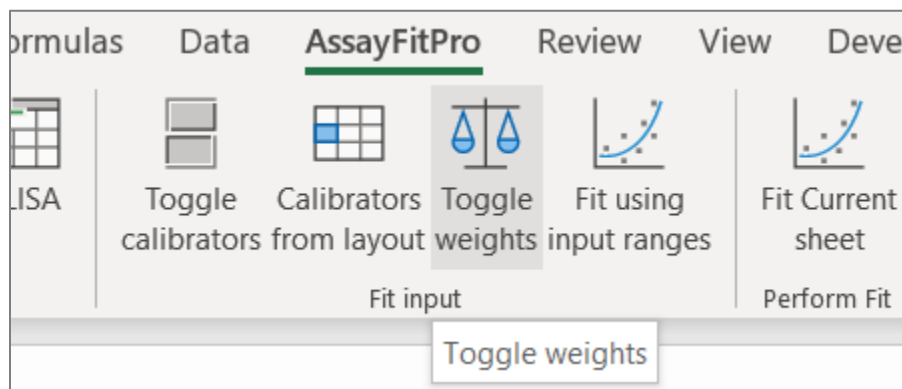 ormulas Data AssayFitPro Review View Deve
LISA Toggle calibrators Calibrators from layout Toggle weights Fit using input ranges Fit Current sheet
Fit input Perform Fit
Toggle weights